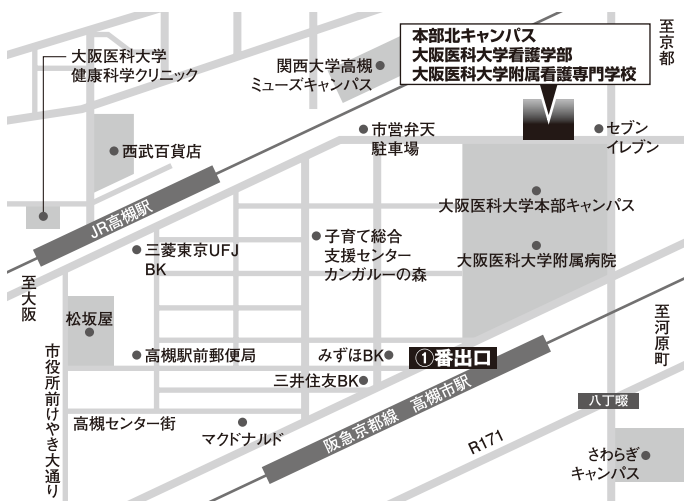 本部北キャンパス
大阪医科大学看護学部
大阪医科大学附属看護専門学校
至京都
大阪医科大学
健康科学クリニック
関西大学高槻
ミューズキャンパス
西武百貨店
市営弁天
駐車場
セブン
イレブン
大阪医科大学本部キャンパス
JR高槻駅
三菱東京UFJ
BK
子育て総合
支援センター
カンガルーの森
大阪医科大学附属病院
至大阪
松坂屋
至河原町
高槻駅前郵便局
みずほBK
①番出口
三井住友BK
市役所前けやき大通り
高槻センター街
マクドナルド
阪急京都線 高槻市駅
八丁畷
R171
さわらぎ
キャンパス